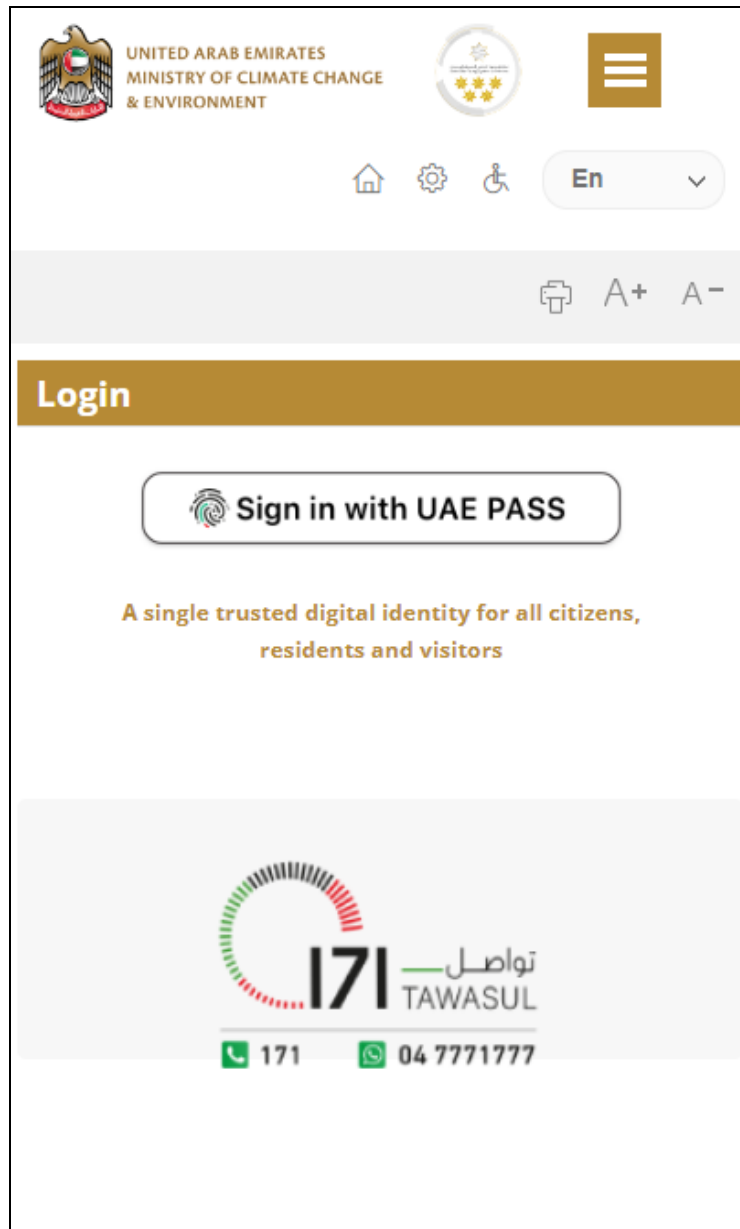 UNITED ARAB EMIRATES
MINISTRY OF CLIMATE CHANGE
& ENVIRONMENT
En
A+ A-
Login
Sign in with UAE PASS
A single trusted digital identity for all citizens,
residents and visitors
171 تواصل
TAWASUL
171 04 7771777